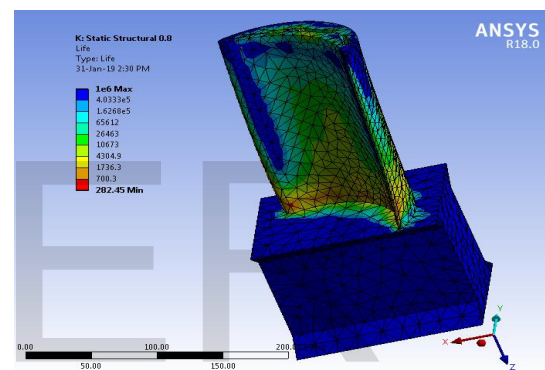 K: Static Structural 0.8
Life
Type: Life
31-Jan-19 2:30 PM
1e6 Max
4.0333e5
1.6268e5
65612
26463
10673
4304.9
1736.3
700.3
282.45 Min
ANSYS
R18.0
E
0.00
100.00
50.00
150.00
Y
X
Z